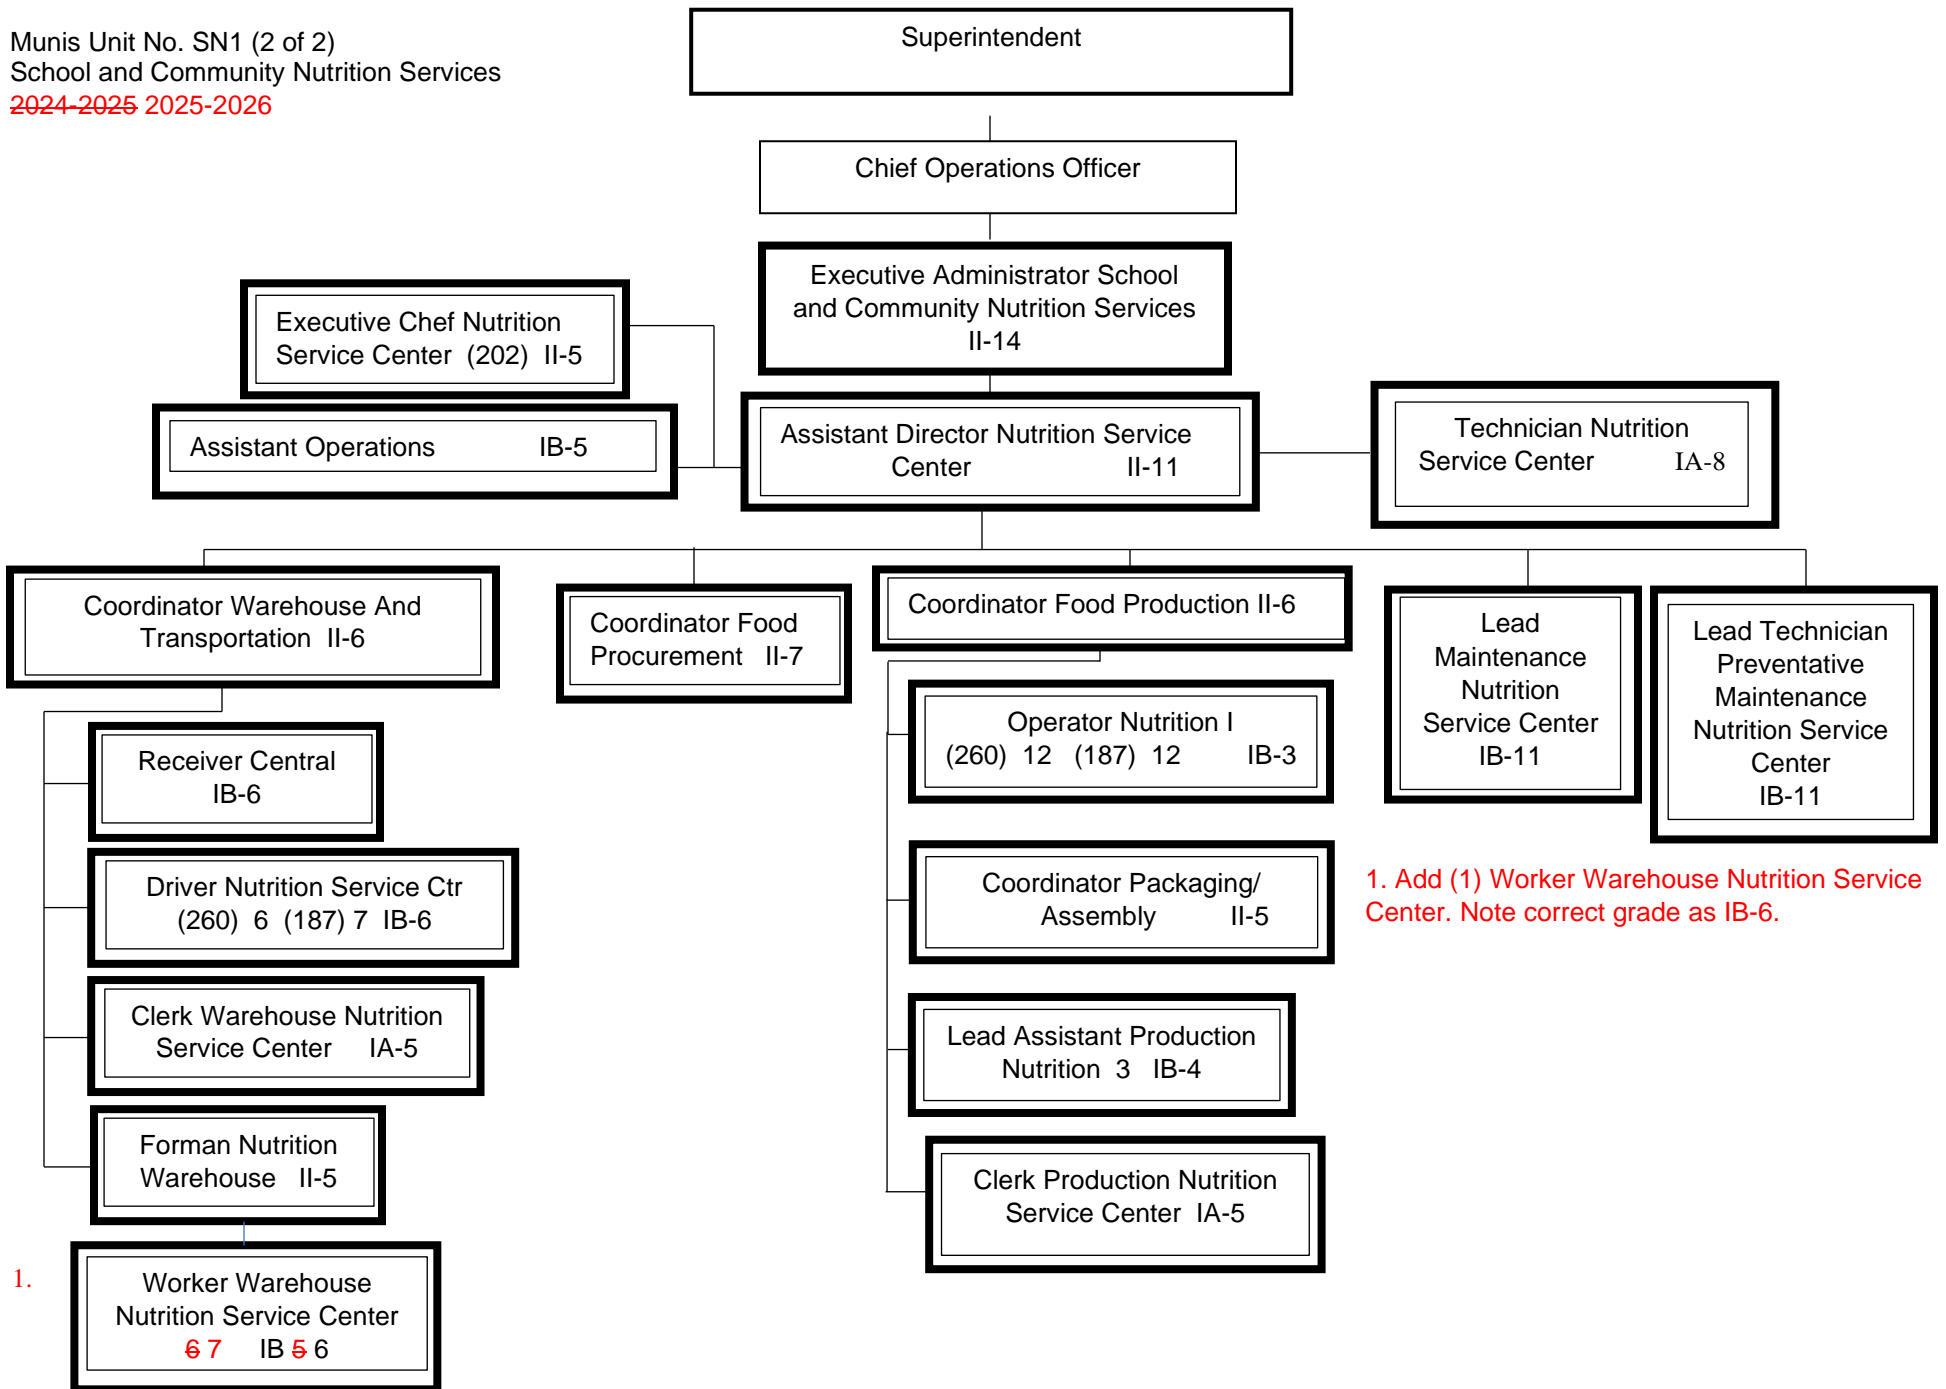 Munis Unit No. SN1 (2 of 2)
School and Community Nutrition Services
2024-2025 2025-2026
Superintendent
Chief Operations Officer
Executive Administrator School
and Community Nutrition Services
II-14
Executive Chef Nutrition
Service Center (202) II-5
Assistant Operations IB-5
Assistant Director Nutrition Service
Center II-11
Technician Nutrition
Service Center IA-8
Coordinator Warehouse And
Transportation II-6
Coordinator Food
Procurement II-7
Coordinator Food Production II-6
Lead
Maintenance
Nutrition
Service Center
IB-11
Lead Technician
Preventative
Maintenance
Nutrition Service
Center
IB-11
Receiver Central
IB-6
Driver Nutrition Service Ctr
(260) 6 (187) 7 IB-6
Clerk Warehouse Nutrition
Service Center IA-5
Forman Nutrition
Warehouse II-5
1.
Worker Warehouse
Nutrition Service Center
6 7 IB 5 6
Operator Nutrition I
(260) 12 (187) 12 IB-3
Coordinator Packaging/
Assembly II-5
Lead Assistant Production
Nutrition 3 IB-4
Clerk Production Nutrition
Service Center IA-5
1. Add (1) Worker Warehouse Nutrition Service
Center. Note correct grade as IB-6.